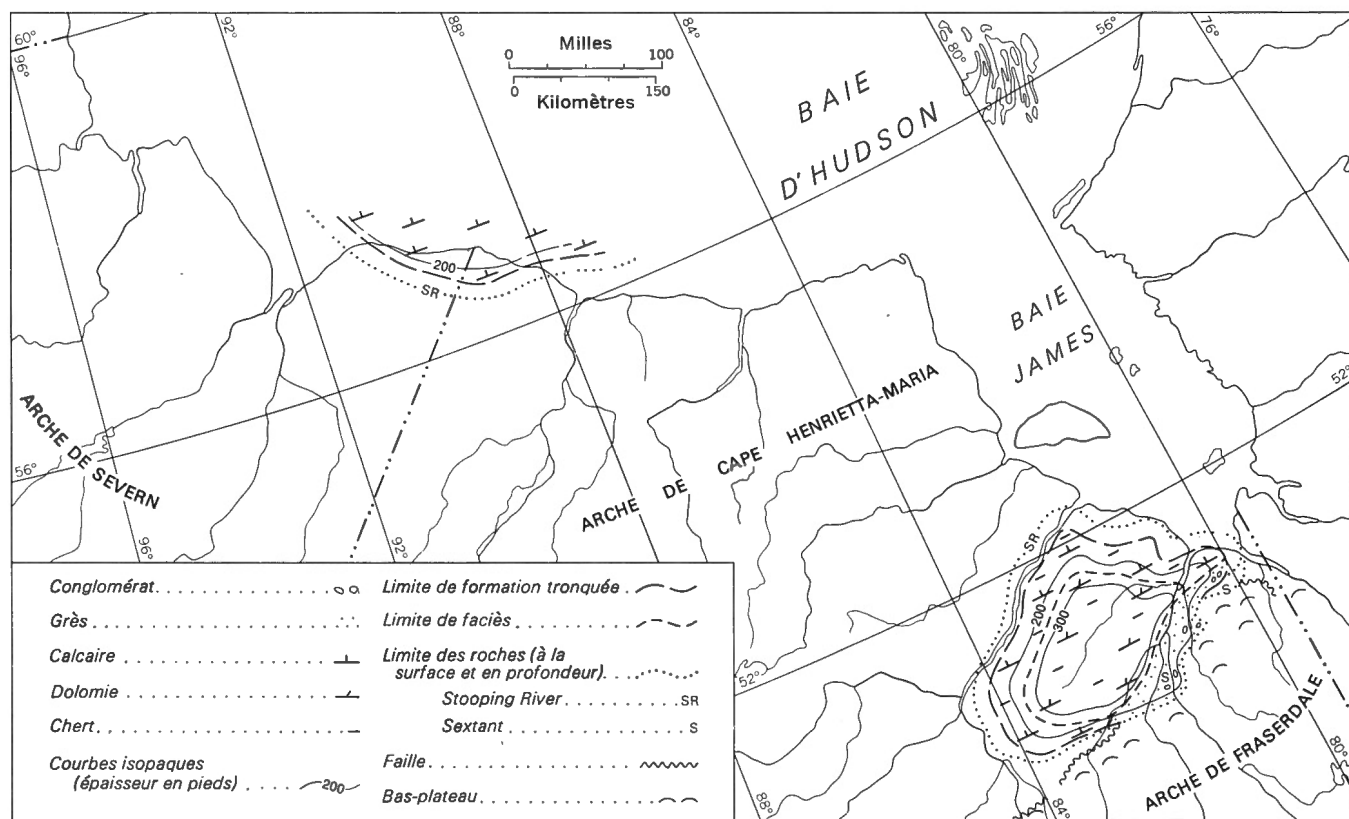 60°
96°
92°
88°
84°
80°
56°
76°
Milles
0 100
0 150
Kilomètres
BAIE
D'HUDSON
BAIE
JAMES
200
SR
ARCHE DE SEVERN
56°
96°
92°
ARCHE DE CAPE HENRIETTA-MARIA
52°
SR
200
300
S
S
52°
88°
84°
80°
ARCHE DE FRASERDALE
Conglomérat
Grès
Calcaire
Dolomie
Chert
Courbes isopaques
(épaisseur en pieds) 200
Limite de formation tronquée
Limite de faciès
Limite des roches (à la
surface et en profondeur)
Stooping River SR
Sextant S
Faille
Bas-plateau